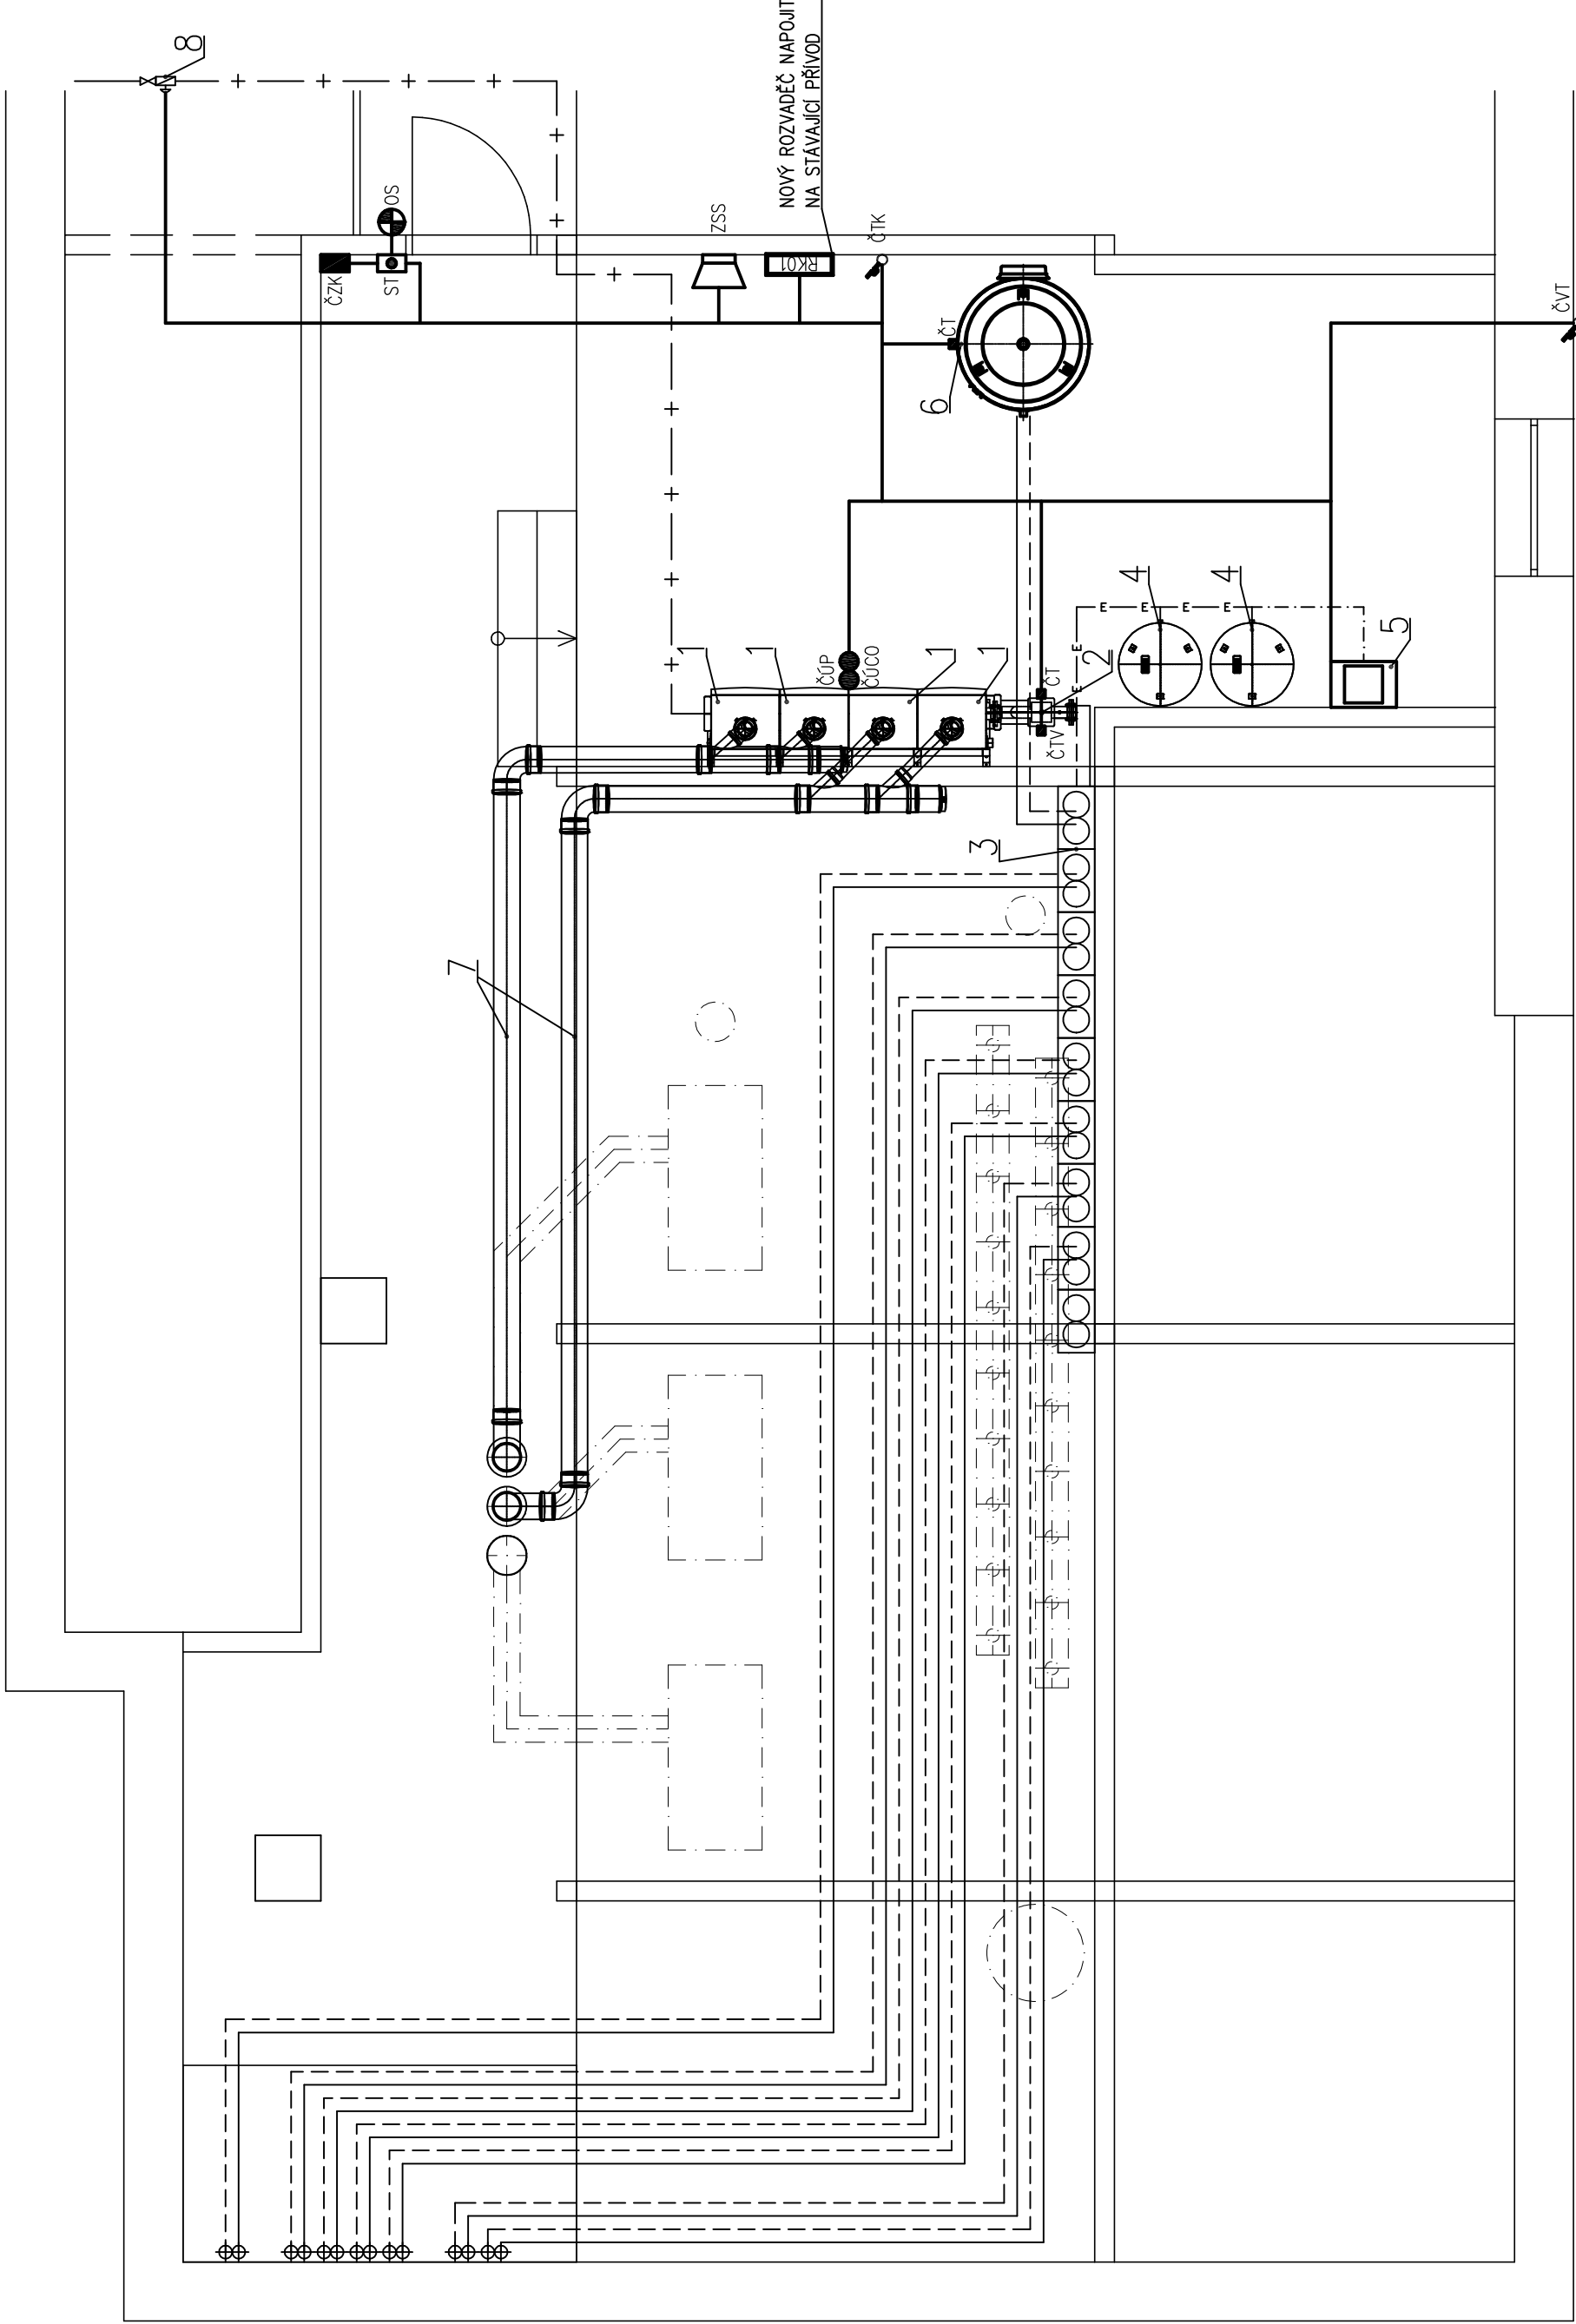 8
NOVÝ ROZVADĚČ NAPOJIT
NA STÁVAJÍCÍ PŘÍVOD
OS
ČZK
ST
ZSS
RK01
ČTK
ČT
6
ČVT
4
4
E
E
E
E
E
E
5
1
1
1
1
ČÚP
ČÚCO
2
ČT
ČTV
3
7